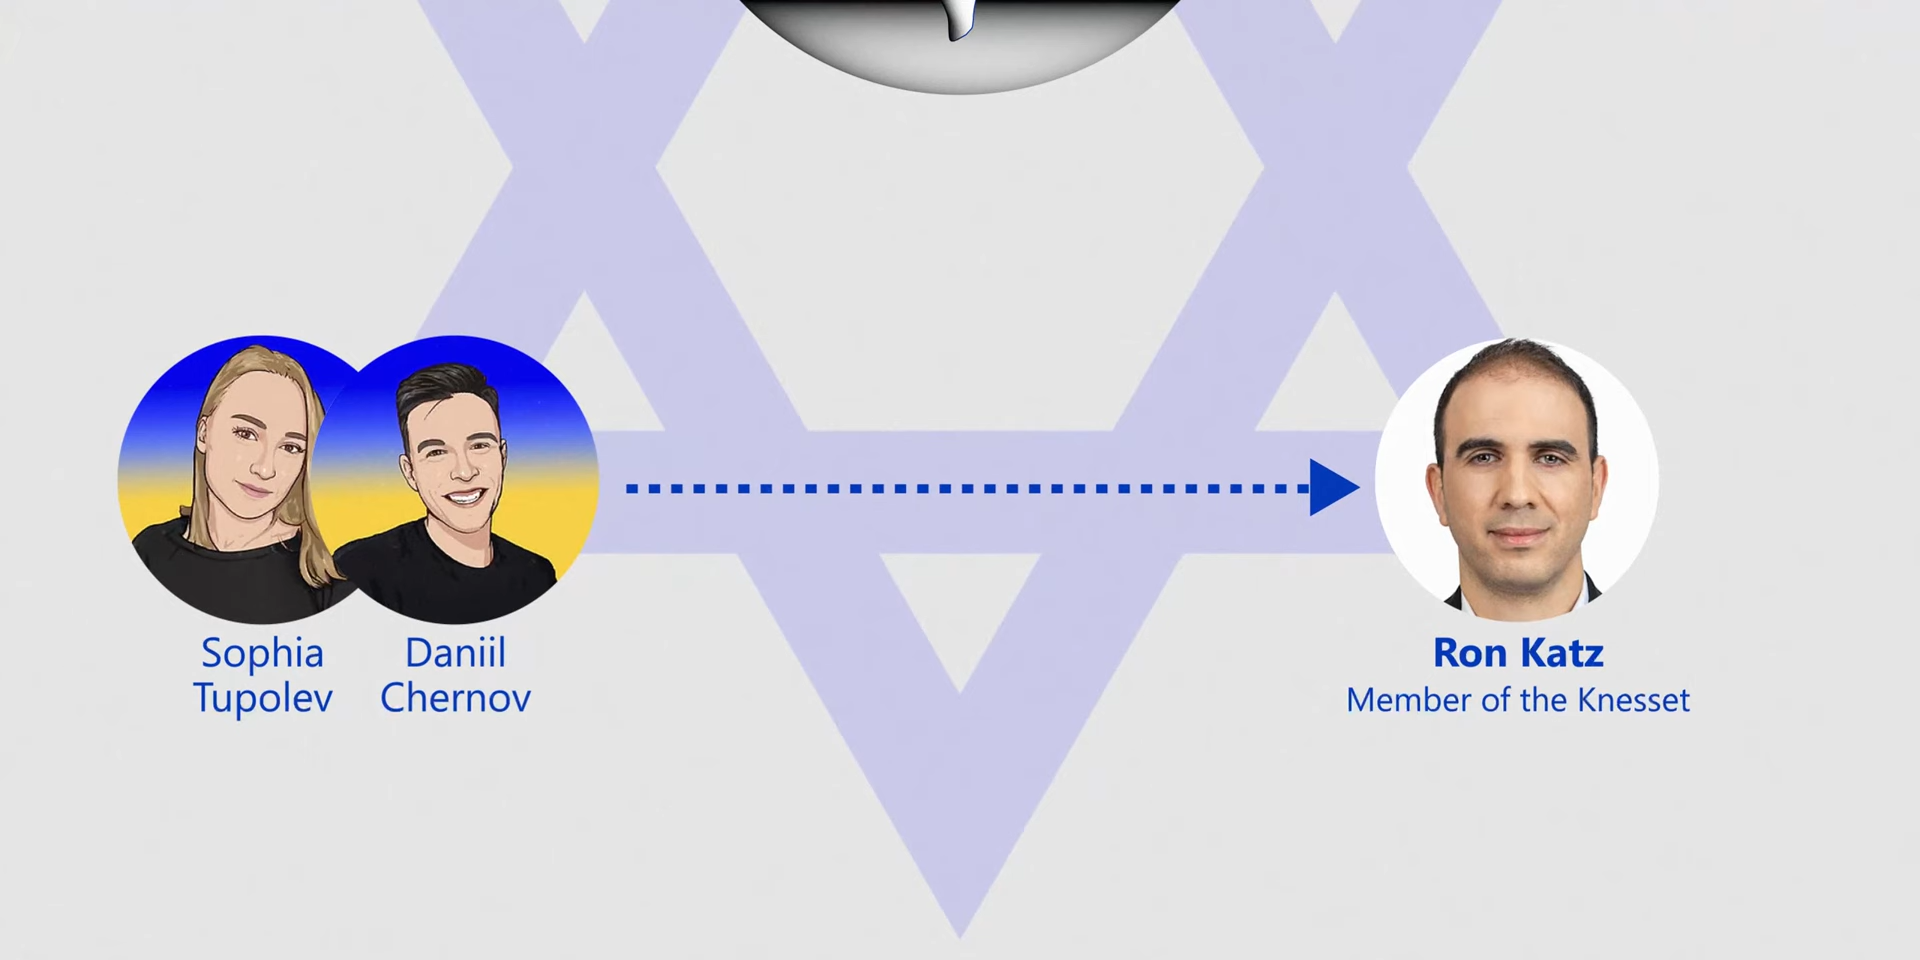 Sophia
Tupolev
Daniil
Chernov
Ron Katz
Member of the Knesset